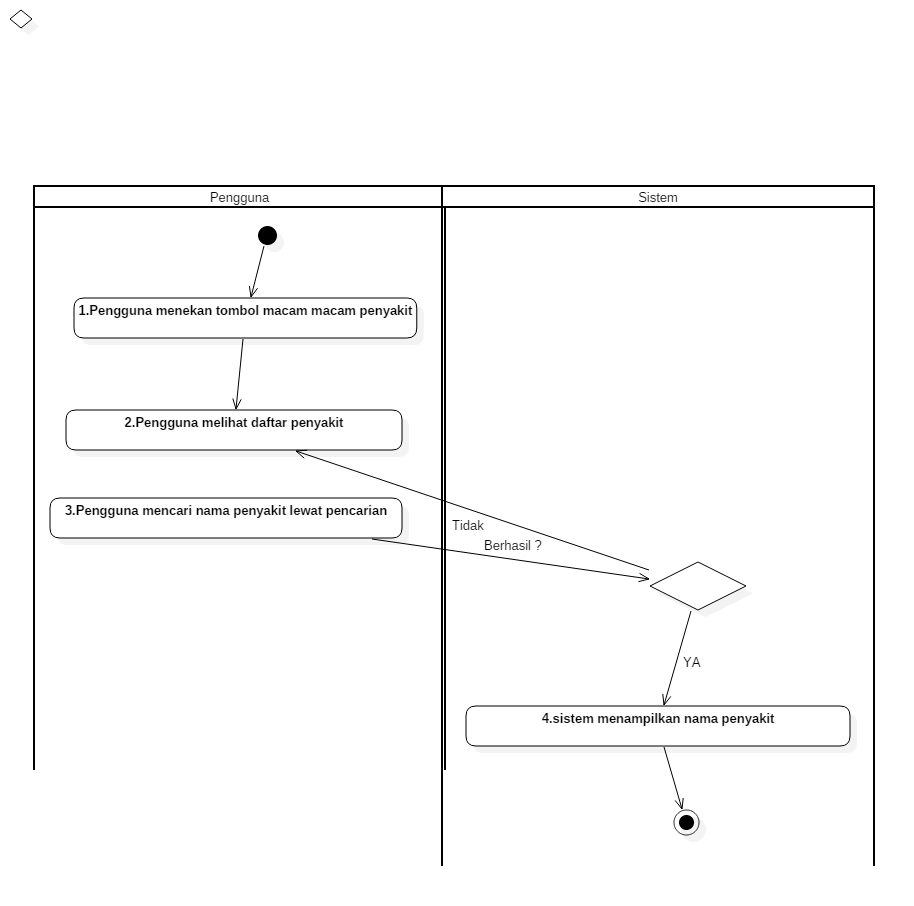 Pengguna
Sistem
1.Pengguna menekan tombol macam macam penyakit
2.Pengguna melihat daftar penyakit
3.Pengguna mencari nama penyakit lewat pencarian
Tidak
Berhasil ?
YA
4.sistem menampilkan nama penyakit